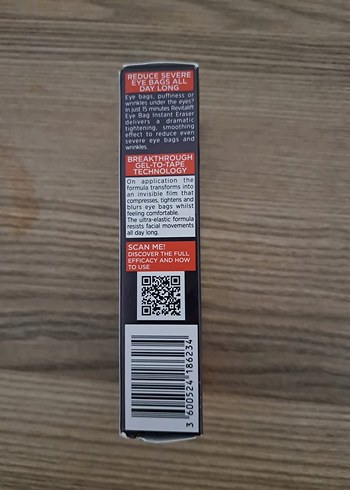 REDUCE SEVERE
EYE BAGS ALL
DAY LONG
Eye bags, puffiness or
wrinkles under the eyes?
In just 15 minutes Revitalift
Eye Bag Instant Eraser
delivers a dramatic
tightening, smoothing
effect to reduce even
severe eye bags and
wrinkles.
BREAKTHROUGH
GEL-TO-TAPE
TECHNOLOGY
On application the
formula transforms into
an invisible film that
compresses, tightens and
blurs eye bags whilst
feeling comfortable.
The ultra-elastic formula
resists facial movements
all day long.
SCAN ME!
DISCOVER THE FULL
EFFICACY AND HOW
TO USE
3 600524 186234